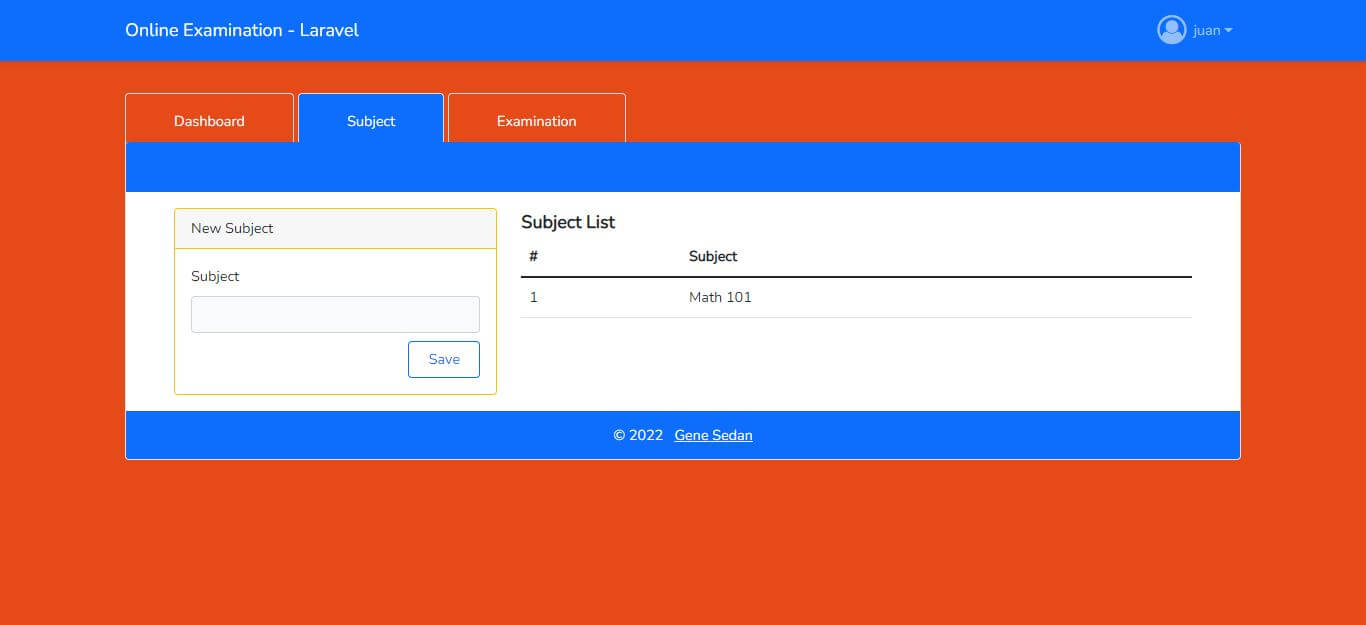 Online Examination - Laravel
juan
Dashboard
Subject
Examination
New Subject
Subject
Save
Subject List
# Subject
1 Math 101
© 2022 Gene Sedan